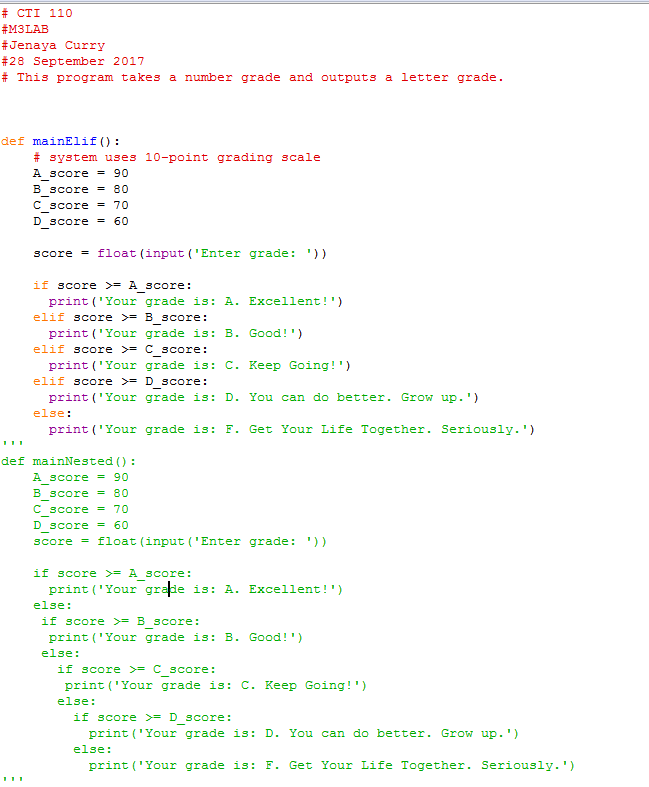 # CTI 110
#M3LAB
#Jenaya Curry
#28 September 2017
# This program takes a number grade and outputs a letter grade.

def mainElif():
    # system uses 10-point grading scale
    A_score = 90
    B_score = 80
    C_score = 70
    D_score = 60

    score = float(input('Enter grade: '))

    if score >= A_score:
      print('Your grade is: A. Excellent!')
    elif score >= B_score:
      print('Your grade is: B. Good!')
    elif score >= C_score:
      print('Your grade is: C. Keep Going!')
    elif score >= D_score:
      print('Your grade is: D. You can do better. Grow up.')
    else:
      print('Your grade is: F. Get Your Life Together. Seriously.')
'''
def mainNested():
    A_score = 90
    B_score = 80
    C_score = 70
    D_score = 60
    score = float(input('Enter grade: '))

    if score >= A_score:
      print('Your grade is: A. Excellent!')
    else:
     if score >= B_score:
      print('Your grade is: B. Good!')
     else:
       if score >= C_score:
        print('Your grade is: C. Keep Going!')
       else:
         if score >= D_score:
           print('Your grade is: D. You can do better. Grow up.')
         else:
           print('Your grade is: F. Get Your Life Together. Seriously.')
'''